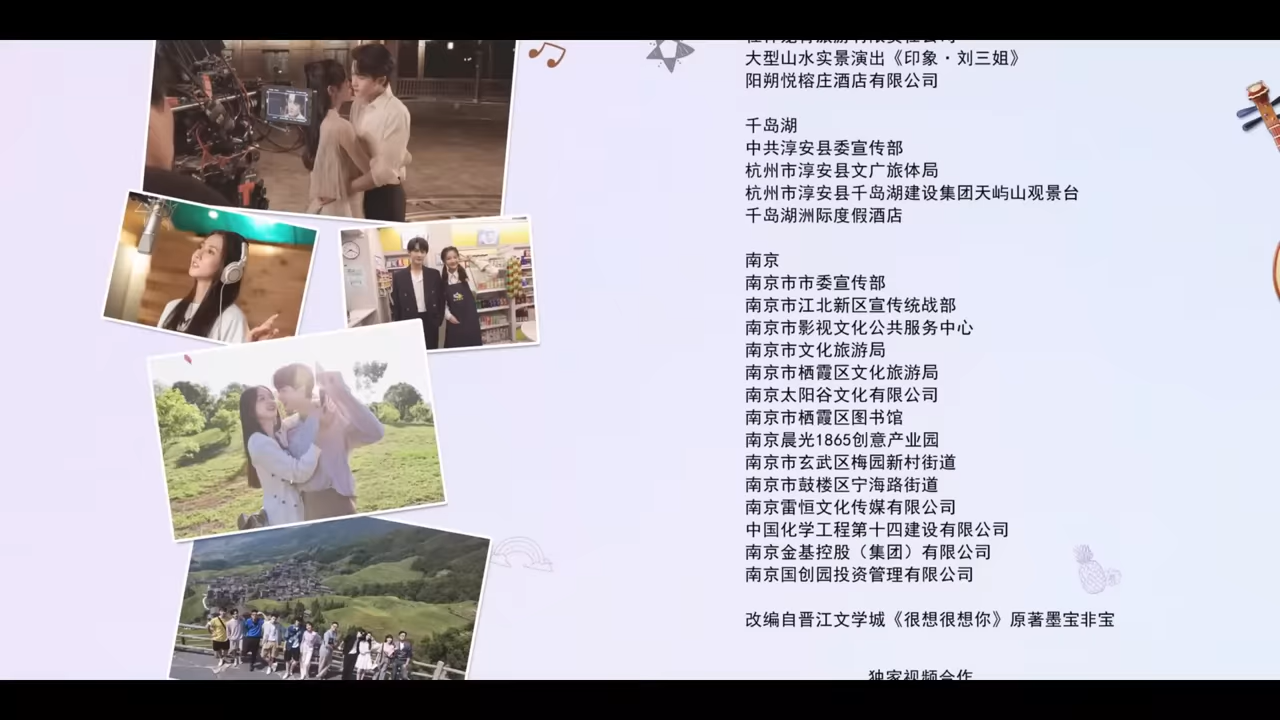 大型山水实景演出《印象·刘三姐》
阳朔悦榕庄酒店有限公司
千岛湖
中共淳安县委宣传部
杭州市淳安县文广旅体局
杭州市淳安县千岛湖建设集团天屿山观景台
千岛湖洲际度假酒店
南京
南京市市委宣传部
南京市江北新区宣传统战部
南京市影视文化公共服务中心
南京市文化旅游局
南京市栖霞区文化旅游局
南京太阳谷文化有限公司
南京市栖霞区图书馆
南京晨光1865创意产业园
南京市玄武区梅园新村街道
南京市鼓楼区宁海路街道
南京雷恒文化传媒有限公司
中国化学工程第十四建设有限公司
南京金基控股（集团）有限公司
南京国创园投资管理有限公司
改编自晋江文学城《很想很想你》原著墨宝非宝
独家视频合作